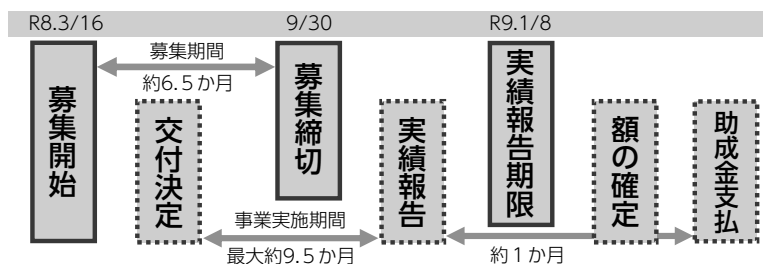 R8.3/16
9/30
R9.1/8
募集期間
約6.5か月
募集開始
交付決定
募集締切
実績報告
実績報告期限
額の確定
助成金支払
事業実施期間
最大約9.5か月
約1か月